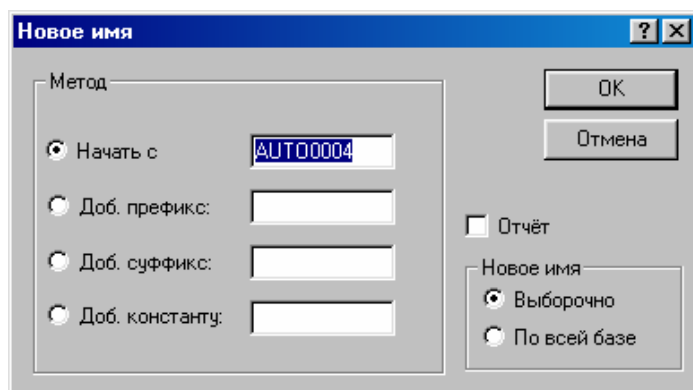 Новое имя
Метод
OK
Начать с AUTO0004
Отмена
Доб. префикс:
Отчёт
Доб. суффикс:
Новое имя
Выборочно
Доб. константу:
По всей базе